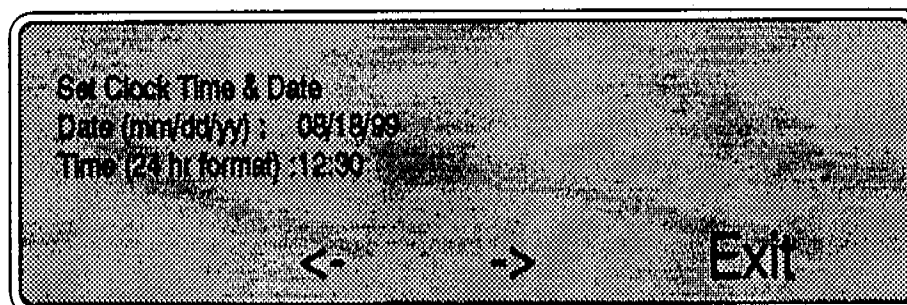 Set Clock Time & Date
Date (mm/dd/yy) : 08/18/99
Time (24 hr format) :12:30
<- -> Exit